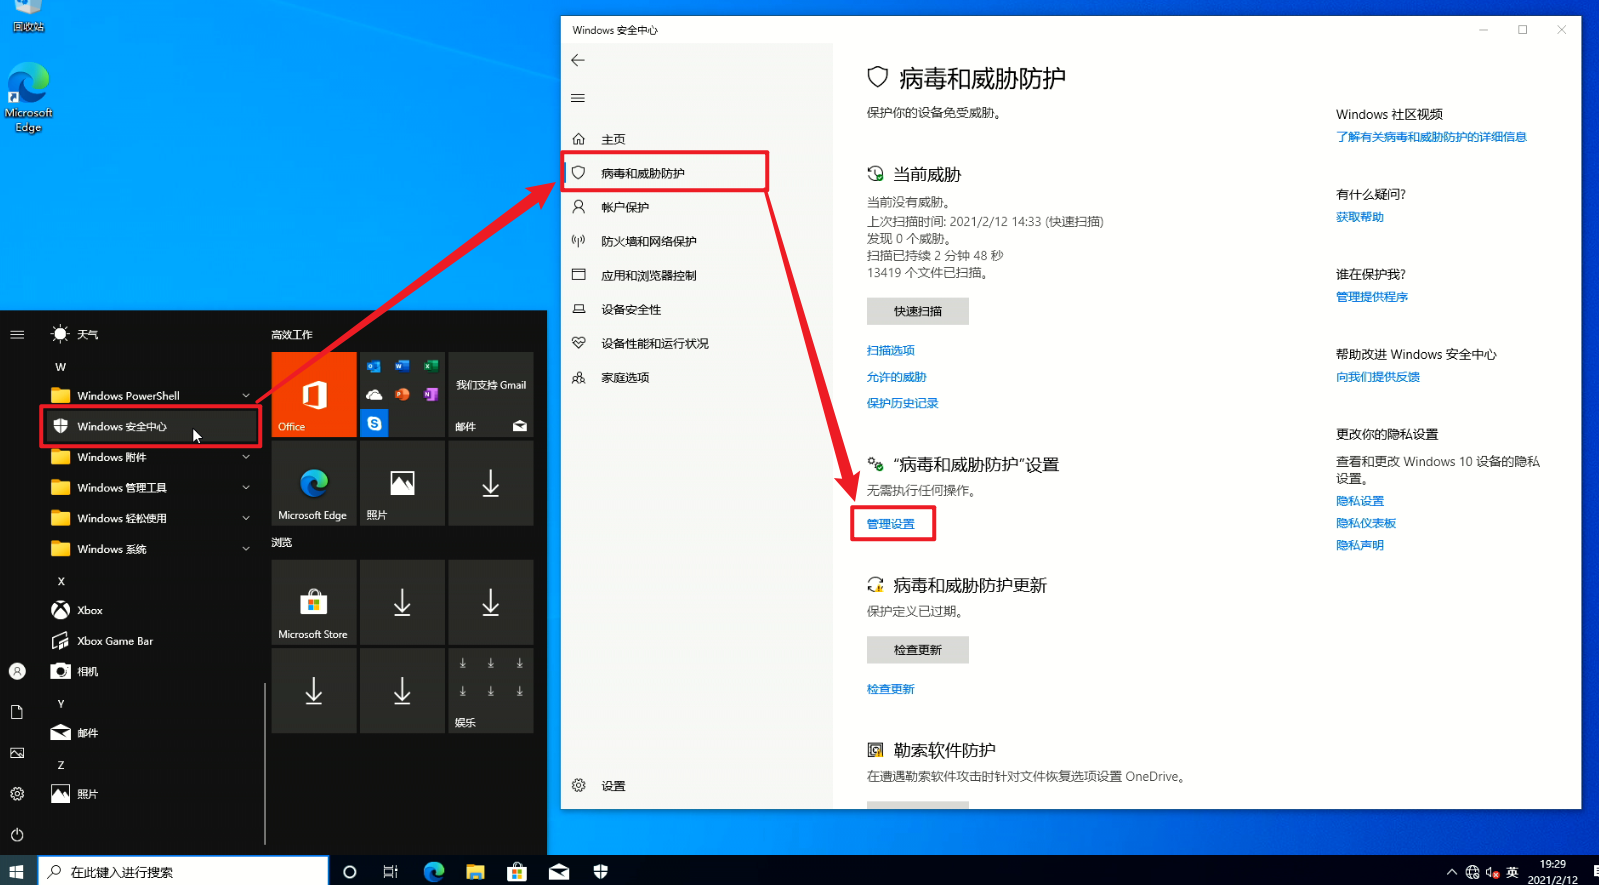 回收站
Microsoft
Edge
天气
W
Windows PowerShell
Windows 安全中心
Windows 附件
Windows 管理工具
Windows 轻松使用
Windows 系统
X
Xbox
Xbox Game Bar
相机
Y
邮件
Z
照片
高效工作
Office
我们支持 Gmail
邮件
Microsoft Edge
照片
浏览
Microsoft Store
娱乐
Windows 安全中心
主页
病毒和威胁防护
帐户保护
防火墙和网络保护
应用和浏览器控制
设备安全性
设备性能和运行状况
家庭选项
设置
病毒和威胁防护
保护你的设备免受威胁。
当前威胁
当前没有威胁。
上次扫描时间: 2021/2/12 14:33 (快速扫描)
发现 0 个威胁。
扫描已持续 2 分钟 48 秒
13419 个文件已扫描。
快速扫描
扫描选项
允许的威胁
保护历史记录
“病毒和威胁防护”设置
无需执行任何操作。
管理设置
病毒和威胁防护更新
保护定义已过期。
检查更新
检查更新
勒索软件防护
在遭遇勒索软件攻击时针对文件恢复选项设置 OneDrive。
Windows 社区视频
了解有关病毒和威胁防护的详细信息
有什么疑问?
获取帮助
谁在保护我?
管理提供程序
帮助改进 Windows 安全中心
向我们提供反馈
更改你的隐私设置
查看和更改 Windows 10 设备的隐私
设置。
隐私设置
隐私仪表板
隐私声明
在此键入进行搜索
英
19:29
2021/2/12